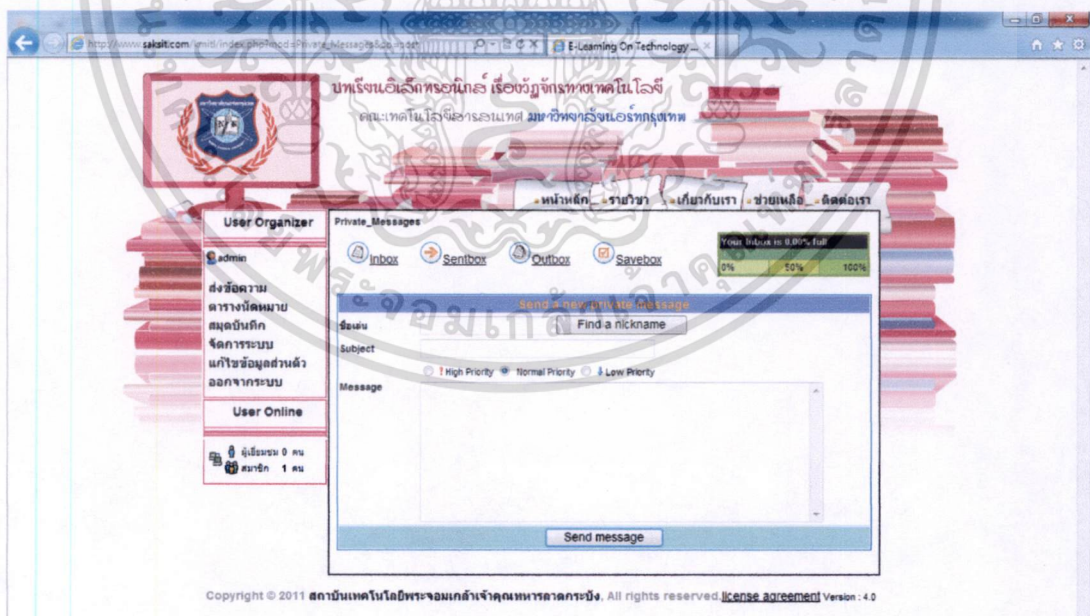 http://www.saksit.com/kmitl/index.php?mod=Private_Messages&op=post
E-Learning On Technology ...
บทเรียนอิเล็กทรอนิกส์ เรื่องวัฏจักรทางเทคโนโลยี
คณะเทคโนโลยีสารสนเทศ มหาวิทยาลัยนอร์ทกรุงเทพ
หน้าหลัก รายวิชา เกี่ยวกับเรา ช่วยเหลือ ติดต่อเรา
User Organizer
admin
ส่งข้อความ
ตารางนัดหมาย
สมุดบันทึก
จัดการระบบ
แก้ไขข้อมูลส่วนตัว
ออกจากระบบ
User Online
ผู้เยี่ยมชม 0 คน
สมาชิก 1 คน
Private_Messages
Inbox Sentbox Outbox Savebox
Your Inbox is 0.00% full
0% 50% 100%
Send a new private message
ชื่อเล่น Find a nickname
Subject
! High Priority Normal Priority Low Priority
Message
Send message
Copyright © 2011 สถาบันเทคโนโลยีพระจอมเกล้าเจ้าคุณทหารลาดกระบัง, All rights reserved.license agreement Version : 4.0